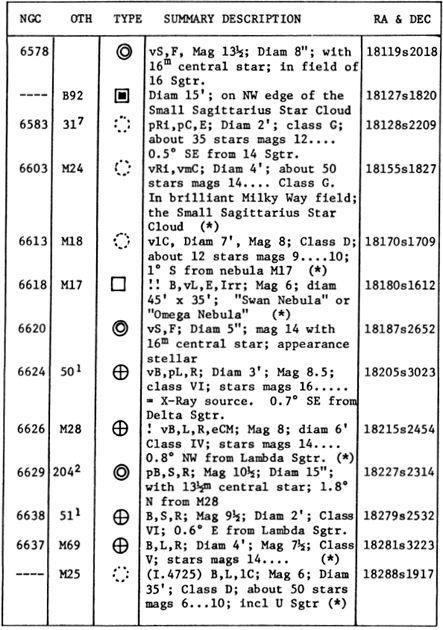 NGC OTH TYPE SUMMARY DESCRIPTION RA & DEC
6578 vS,F, Mag 13½; Diam 8"; with 18119s2018
16m central star; in field of
16 Sgtr.
---- B92 Diam 15'; on NW edge of the 18127s1820
Small Sagittarius Star Cloud
6583 31⁷ pRi,pC,E; Diam 2'; class G; 18128s2209
about 35 stars mags 12....
0.5° SE from 14 Sgtr.
6603 M24 vRi,vmC; Diam 4'; about 50 18155s1827
stars mags 14.... Class G.
In brilliant Milky Way field;
the Small Sagittarius Star
Cloud (*)
6613 M18 vlC, Diam 7', Mag 8; Class D; 18170s1709
about 12 stars mags 9....10;
1° S from nebula M17 (*)
6618 M17 !! B,vL,E,Irr; Mag 6; diam 18180s1612
45' x 35'; "Swan Nebula" or
"Omega Nebula" (*)
6620 vS,F; Diam 5"; mag 14 with 18187s2652
16m central star; appearance
stellar
6624 50¹ vB,pL,R; Diam 3'; Mag 8.5; 18205s3023
class VI; stars mags 16.....
= X-Ray source. 0.7° SE from
Delta Sgtr.
6626 M28 ! vB,L,R,eCM; Mag 8; diam 6' 18215s2454
Class IV; stars mags 14....
0.8° NW from Lambda Sgtr. (*)
6629 204² pB,S,R; Mag 10½; Diam 15"; 18227s2314
with 13½m central star; 1.8°
N from M28
6638 51¹ B,S,R; Mag 9½; Diam 2'; Class 18279s2532
VI; 0.6° E from Lambda Sgtr.
6637 M69 B,L,R; Diam 4'; Mag 7½; Class 18281s3223
V; stars mags 14.... (*)
---- M25 (I.4725) B,L,lC; Mag 6; Diam 18288s1917
35'; Class D; about 50 stars
mags 6...10; incl U Sgtr (*)